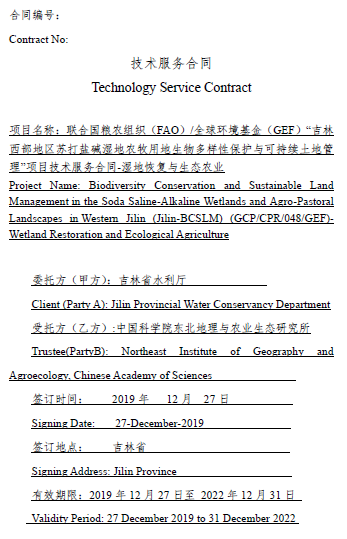 合同编号：
Contract No:
技术服务合同
Technology Service Contract
项目名称：联合国粮农组织（FAO）/全球环境基金（GEF）“吉林
西部地区苏打盐碱湿地农牧用地生物多样性保护与可持续土地管
理”项目技术服务合同-湿地恢复与生态农业
Project Name: Biodiversity Conservation and Sustainable Land
Management in the Soda Saline-Alkaline Wetlands and Agro-Pastoral
Landscapes in Western Jilin (Jilin-BCSLM) (GCP/CPR/048/GEF)-
Wetland Restoration and Ecological Agriculture
委托方（甲方）：吉林省水利厅
Client (Party A): Jilin Provincial Water Conservancy Department
受托方（乙方）:中国科学院东北地理与农业生态研究所
Trustee(PartyB): Northeast Institute of Geography and
Agroecology, Chinese Academy of Sciences
签订时间： 2019 年 12 月 27 日
Signing Date: 27-December-2019
签订地点： 吉林省
Signing Address: Jilin Province
有效期限：2019 年 12 月 27 日至 2022 年 12 月 31 日
Validity Period: 27 December 2019 to 31 December 2022